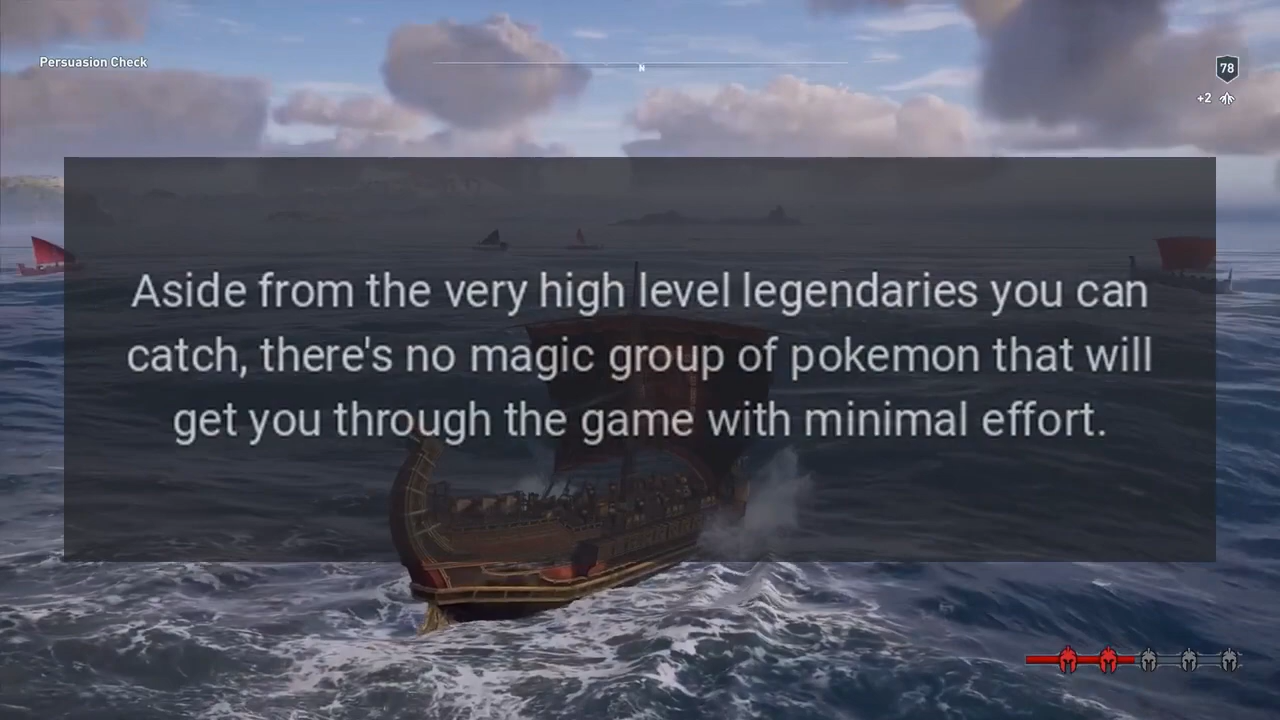 Persuasion Check
N
78
+2
Aside from the very high level legendaries you can
catch, there's no magic group of pokemon that will
get you through the game with minimal effort.